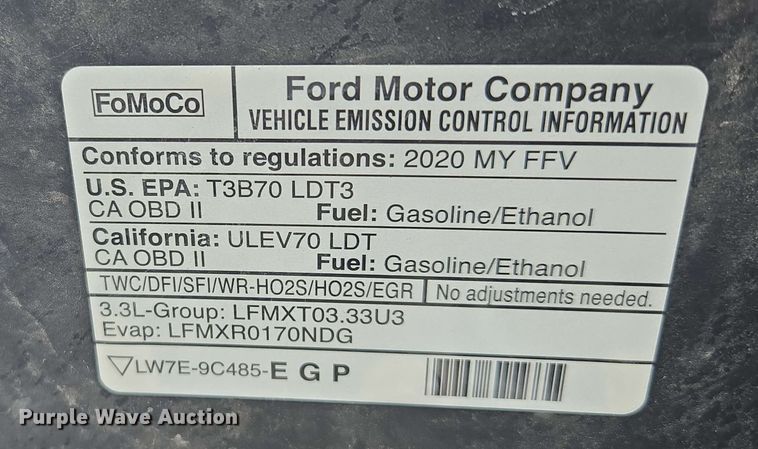 FoMoCo
Ford Motor Company
VEHICLE EMISSION CONTROL INFORMATION
Conforms to regulations: 2020 MY FFV
U.S. EPA: T3B70 LDT3
CA OBD II Fuel: Gasoline/Ethanol
California: ULEV70 LDT
CA OBD II Fuel: Gasoline/Ethanol
TWC/DFI/SFI/WR-HO2S/HO2S/EGR No adjustments needed.
3.3L-Group: LFMXT03.33U3
Evap: LFMXR0170NDG
LW7E-9C485-E G P
Purple Wave Auction